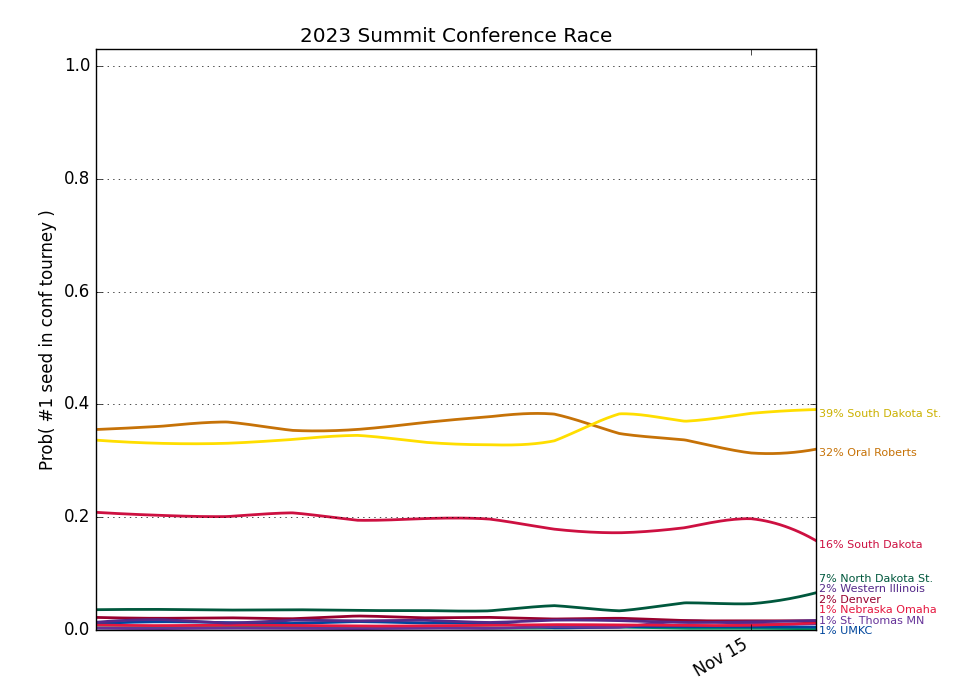 2023 Summit Conference Race
Prob( #1 seed in conf tourney )
1.0
0.8
0.6
0.4
0.2
0.0
Nov 15
39% South Dakota St.
32% Oral Roberts
16% South Dakota
7% North Dakota St.
2% Western Illinois
2% Denver
1% Nebraska Omaha
1% St. Thomas MN
1% UMKC